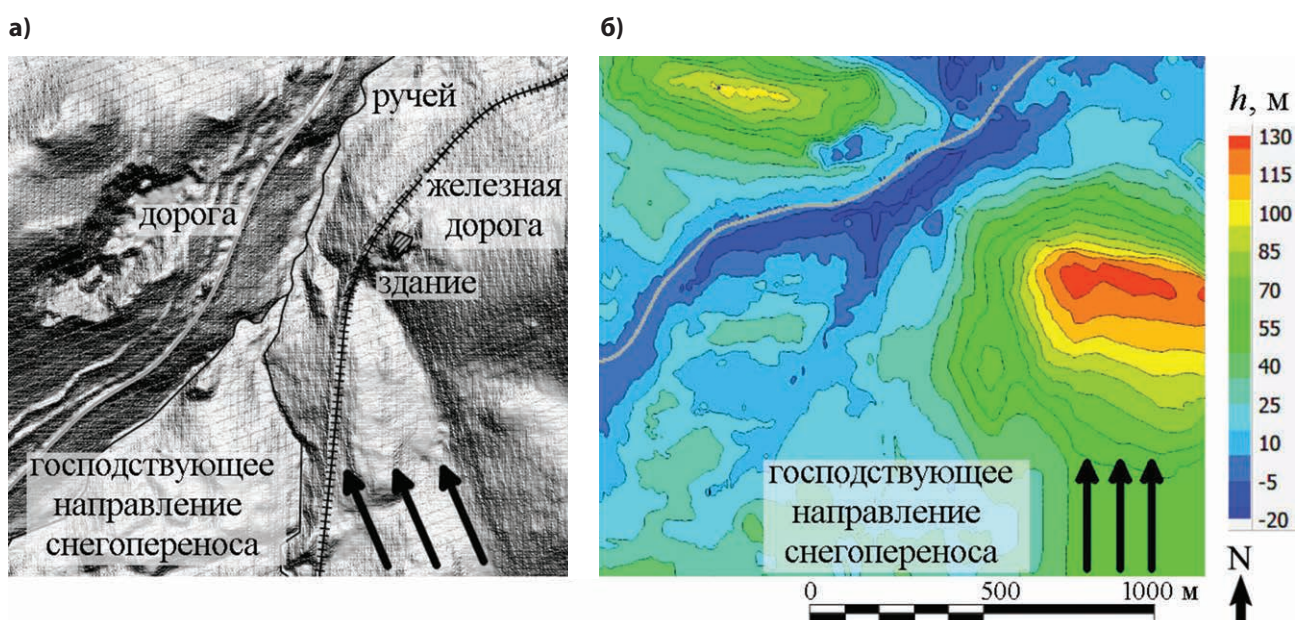 а)
б)
ручей
железная
дорога
дорога
здание
господствующее
направление
снегопереноса
господствующее
направление
снегопереноса
h, м
130
115
100
85
70
55
40
25
10
-5
-20
N
0 500 1000 м